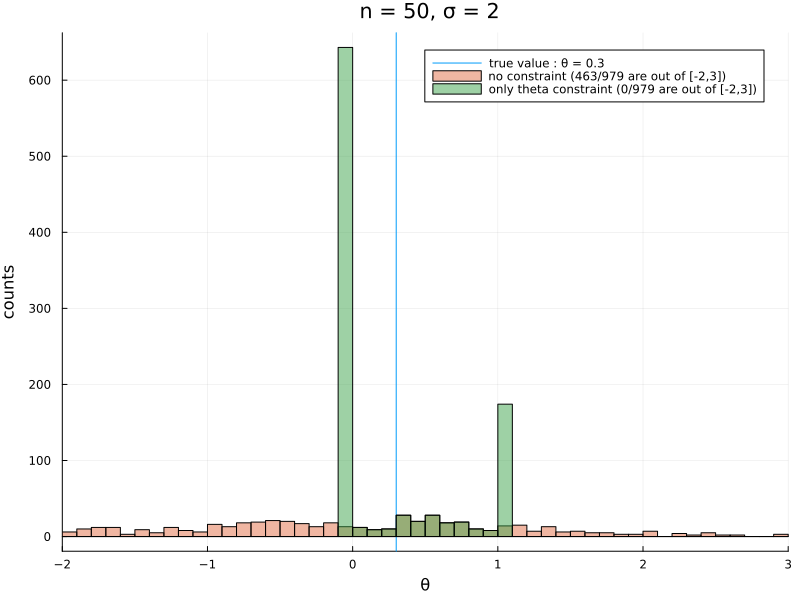 n = 50, σ = 2
true value : θ = 0.3
no constraint (463/979 are out of [-2,3])
only theta constraint (0/979 are out of [-2,3])
600
500
400
300
200
100
0
counts
−2 −1 0 1 2 3
θ